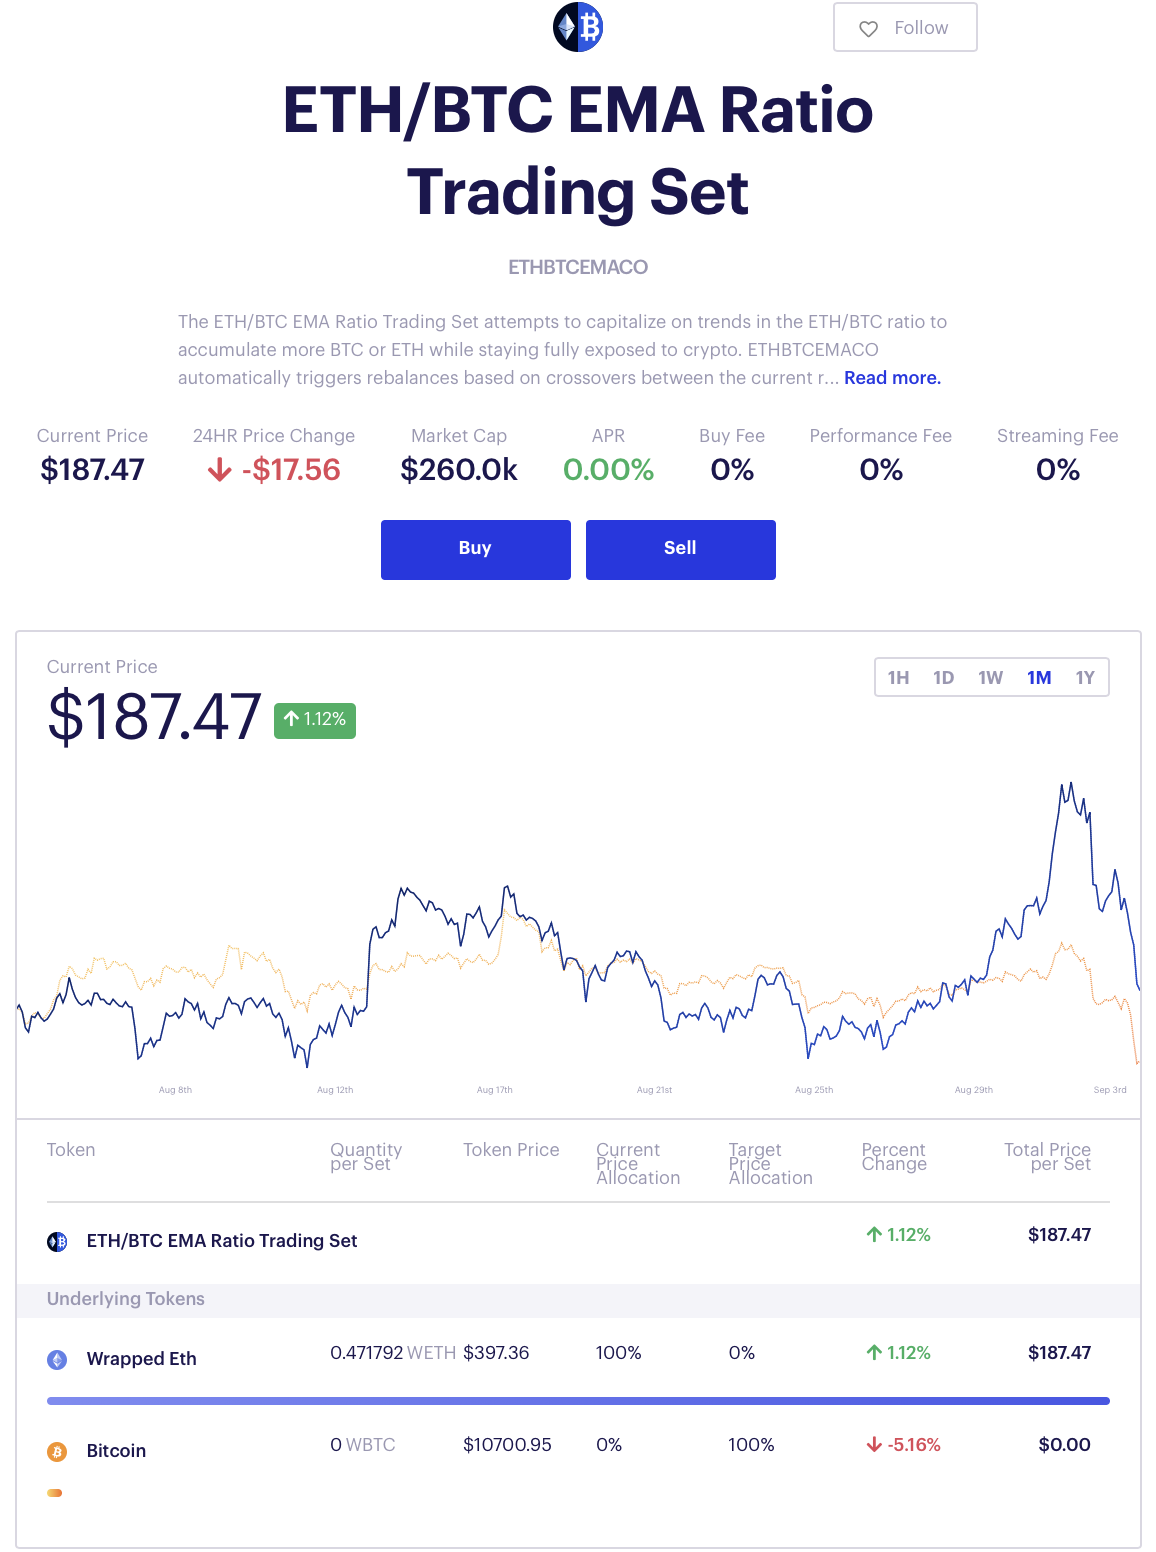 Follow
ETH/BTC EMA Ratio
Trading Set
ETHBTCEMACO
The ETH/BTC EMA Ratio Trading Set attempts to capitalize on trends in the ETH/BTC ratio to
accumulate more BTC or ETH while staying fully exposed to crypto. ETHBTCEMACO
automatically triggers rebalances based on crossovers between the current r... Read more.
Current Price 24HR Price Change Market Cap APR Buy Fee Performance Fee Streaming Fee
$187.47 -$17.56 $260.0k 0.00% 0% 0% 0%
Buy Sell
Current Price
$187.47 1.12%
1H 1D 1W 1M 1Y
Aug 8th Aug 12th Aug 17th Aug 21st Aug 25th Aug 29th Sep 3rd
Token Quantity per Set Token Price Current Price Allocation Target Price Allocation Percent Change Total Price per Set
ETH/BTC EMA Ratio Trading Set 1.12% $187.47
Underlying Tokens
Wrapped Eth 0.471792 WETH $397.36 100% 0% 1.12% $187.47
Bitcoin 0 WBTC $10700.95 0% 100% -5.16% $0.00